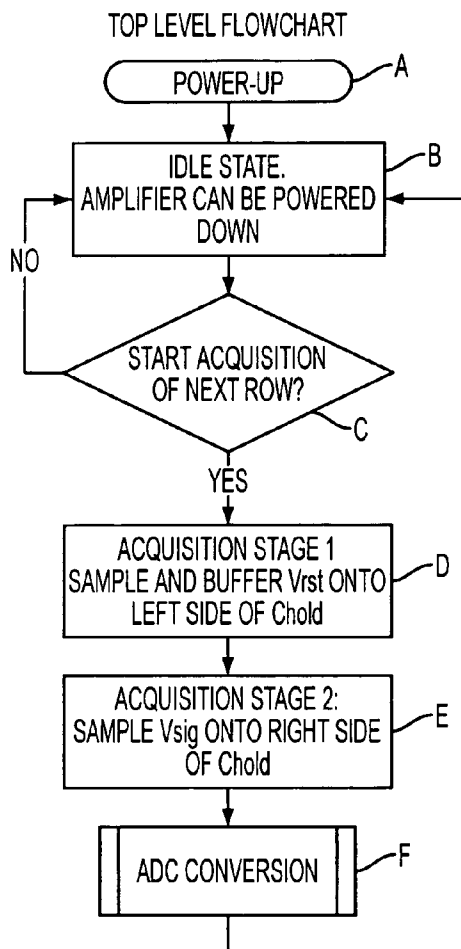 TOP LEVEL FLOWCHART
POWER-UP
A
IDLE STATE.
AMPLIFIER CAN BE POWERED
DOWN
B
NO
START ACQUISITION
OF NEXT ROW?
C
YES
ACQUISITION STAGE 1
SAMPLE AND BUFFER Vrst ONTO
LEFT SIDE OF Chold
D
ACQUISITION STAGE 2:
SAMPLE Vsig ONTO RIGHT SIDE
OF Chold
E
ADC CONVERSION
F